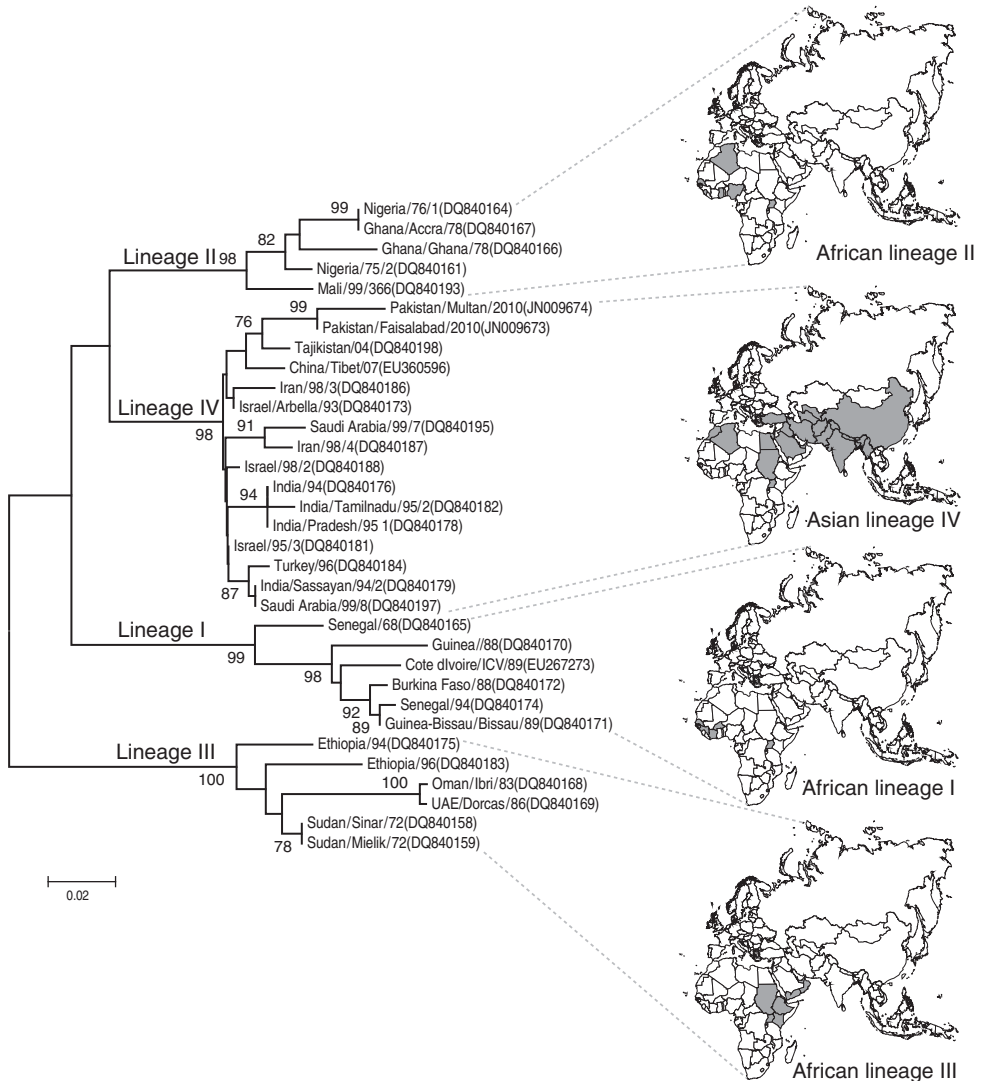 99
Nigeria/76/1(DQ840164)
Ghana/Accra/78(DQ840167)
82
Ghana/Ghana/78(DQ840166)
Lineage II 98
Nigeria/75/2(DQ840161)
Mali/99/366(DQ840193)
African lineage II
99
Pakistan/Multan/2010(JN009674)
76
Pakistan/Faisalabad/2010(JN009673)
Tajikistan/04(DQ840198)
China/Tibet/07(EU360596)
Iran/98/3(DQ840186)
Lineage IV
Israel/Arbella/93(DQ840173)
98
91
Saudi Arabia/99/7(DQ840195)
Iran/98/4(DQ840187)
Israel/98/2(DQ840188)
India/94(DQ840176)
94
India/Tamilnadu/95/2(DQ840182)
India/Pradesh/95 1(DQ840178)
Asian lineage IV
Israel/95/3(DQ840181)
Turkey/96(DQ840184)
87
India/Sassayan/94/2(DQ840179)
Saudi Arabia/99/8(DQ840197)
Lineage I
Senegal/68(DQ840165)
99
Guinea//88(DQ840170)
98
Cote dIvoire/ICV/89(EU267273)
Burkina Faso/88(DQ840172)
92
Senegal/94(DQ840174)
89
Guinea-Bissau/Bissau/89(DQ840171)
African lineage I
Lineage III
Ethiopia/94(DQ840175)
100
Ethiopia/96(DQ840183)
100
Oman/Ibri/83(DQ840168)
UAE/Dorcas/86(DQ840169)
Sudan/Sinar/72(DQ840158)
78
Sudan/Mielik/72(DQ840159)
0.02
African lineage III